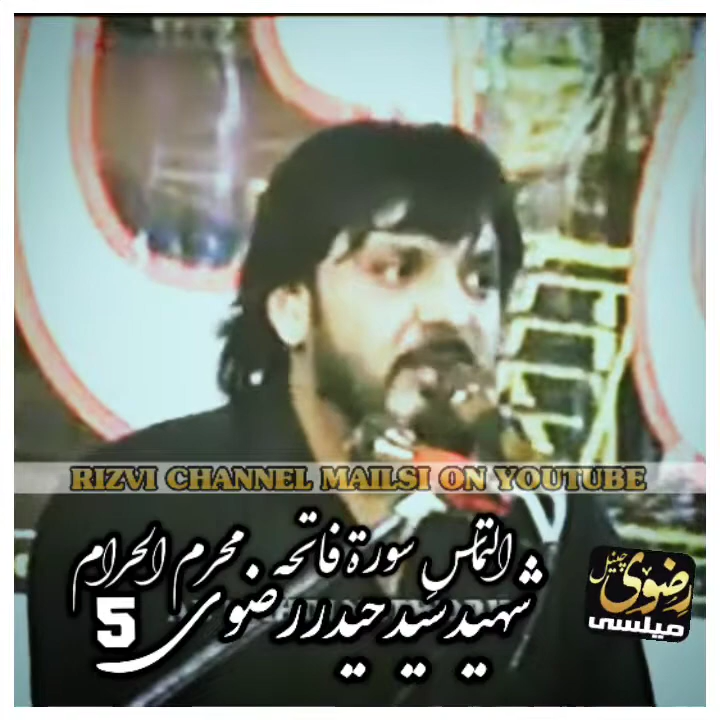 RIZVI CHANNEL MAILSI ON YOUTUBE
التماسِ سورۃ فاتحہ محرم الحرام
شہید سید حیدر رضوی 5
رضوی چینل
میلسی